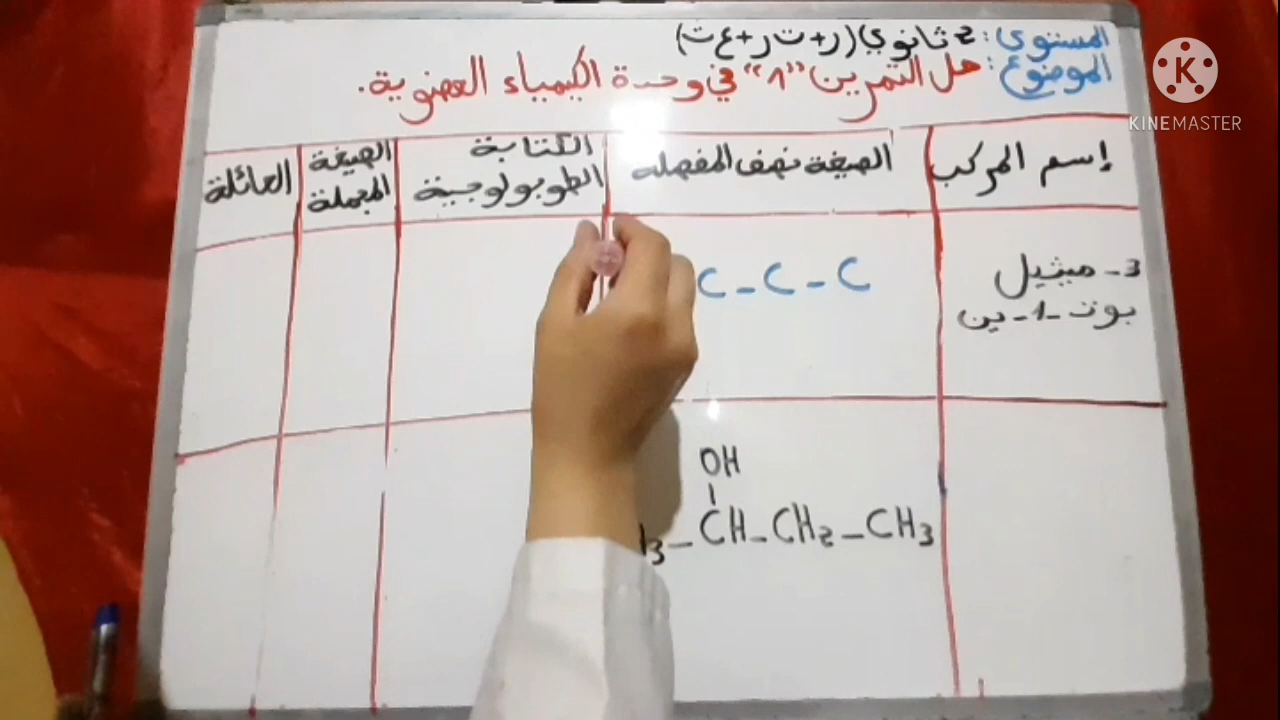 المستوى: 2 ثانوي (ر+ت ر+ع ت)
الموضوع: حل التمرين "1" في وحدة الكيمياء العضوية.
KINEMASTER
إسم المركب
الصيغة نصف المفصلة
الكتابة الطوبولوجية
الصيغة المجملة
العائلة
3- ميثيل
بوت-1-ين
C - C - C
OH
CH - CH2 - CH3